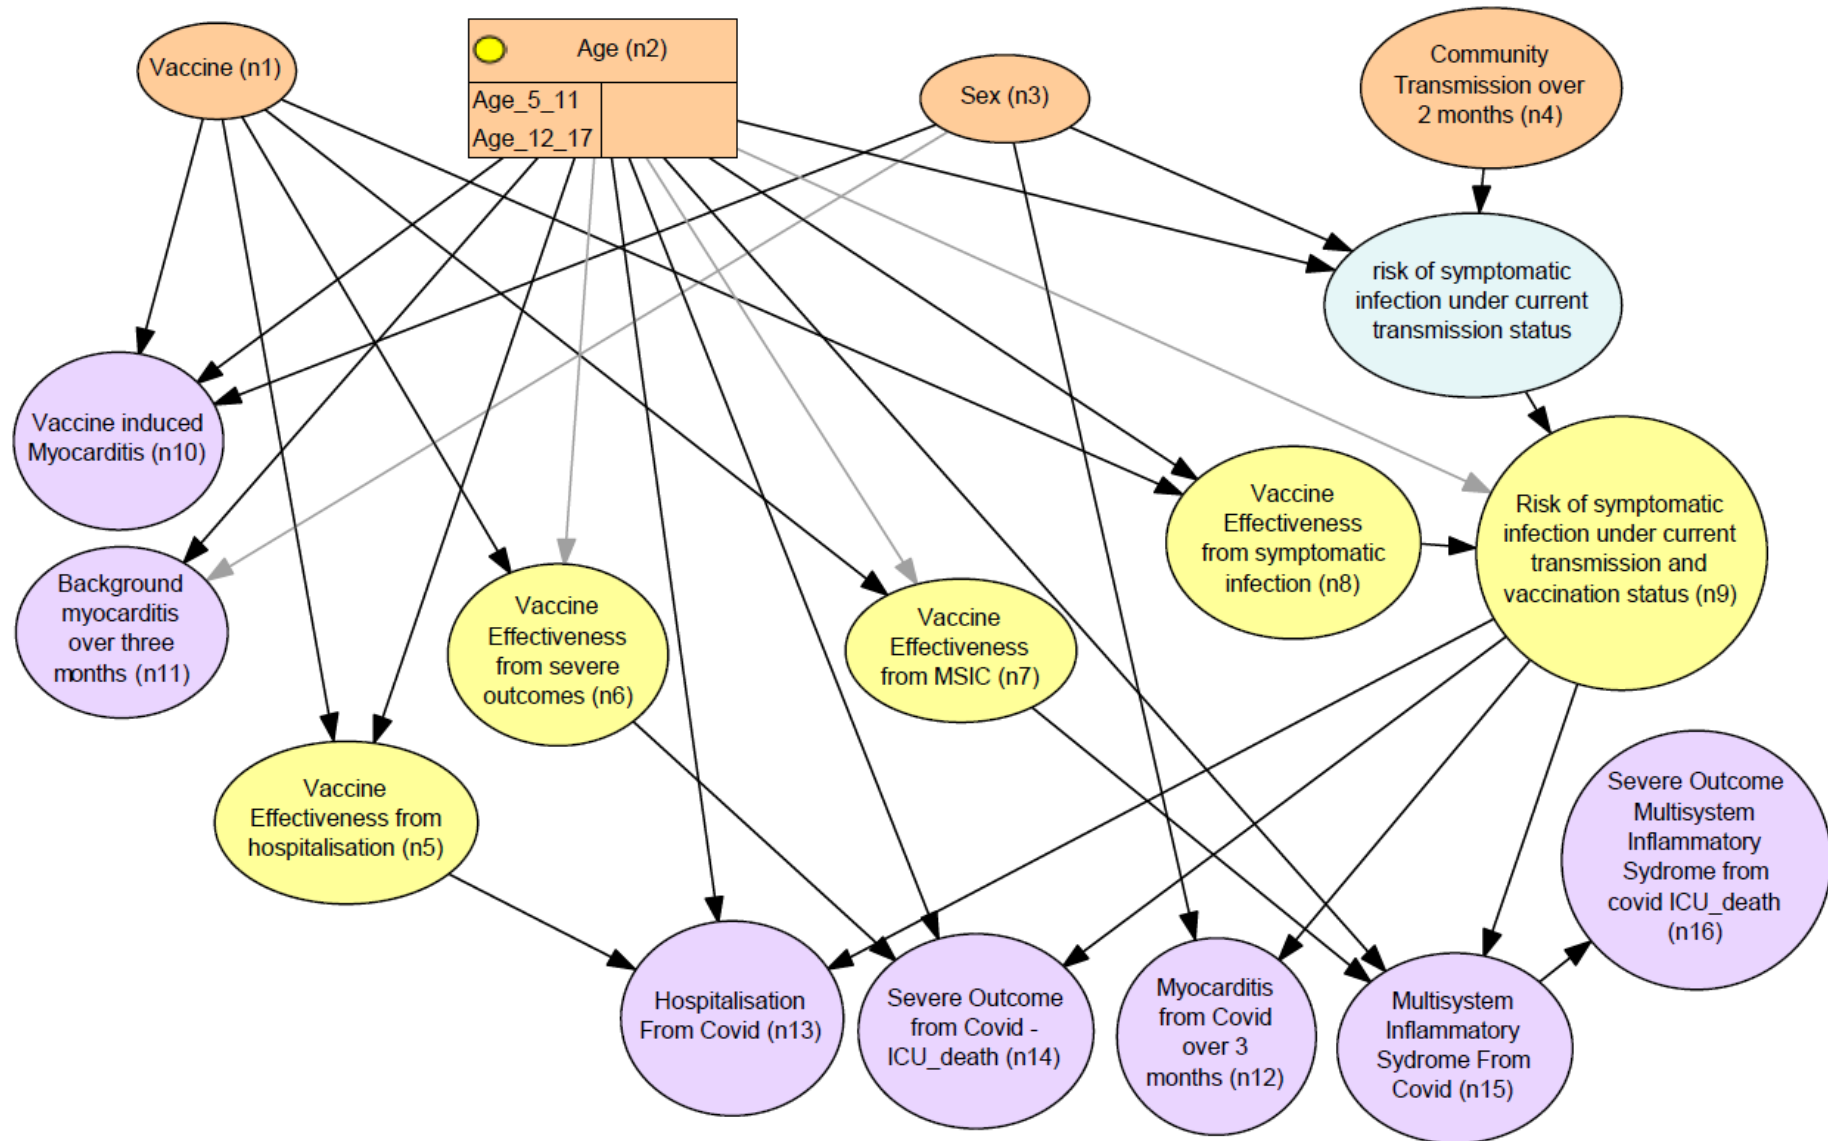 Vaccine (n1)
Age (n2)
Age_5_11
Age_12_17
Sex (n3)
Community
Transmission over
2 months (n4)
risk of symptomatic
infection under current
transmission status
Vaccine induced
Myocarditis (n10)
Background
myocarditis
over three
months (n11)
Vaccine
Effectiveness
from severe
outcomes (n6)
Vaccine
Effectiveness
from MSIC (n7)
Vaccine
Effectiveness
from symptomatic
infection (n8)
Risk of symptomatic
infection under current
transmission and
vaccination status (n9)
Vaccine
Effectiveness from
hospitalisation (n5)
Severe Outcome
Multisystem
Inflammatory
Sydrome from
covid ICU_death
(n16)
Hospitalisation
From Covid (n13)
Severe Outcome
from Covid -
ICU_death (n14)
Myocarditis
from Covid
over 3
months (n12)
Multisystem
Inflammatory
Sydrome From
Covid (n15)